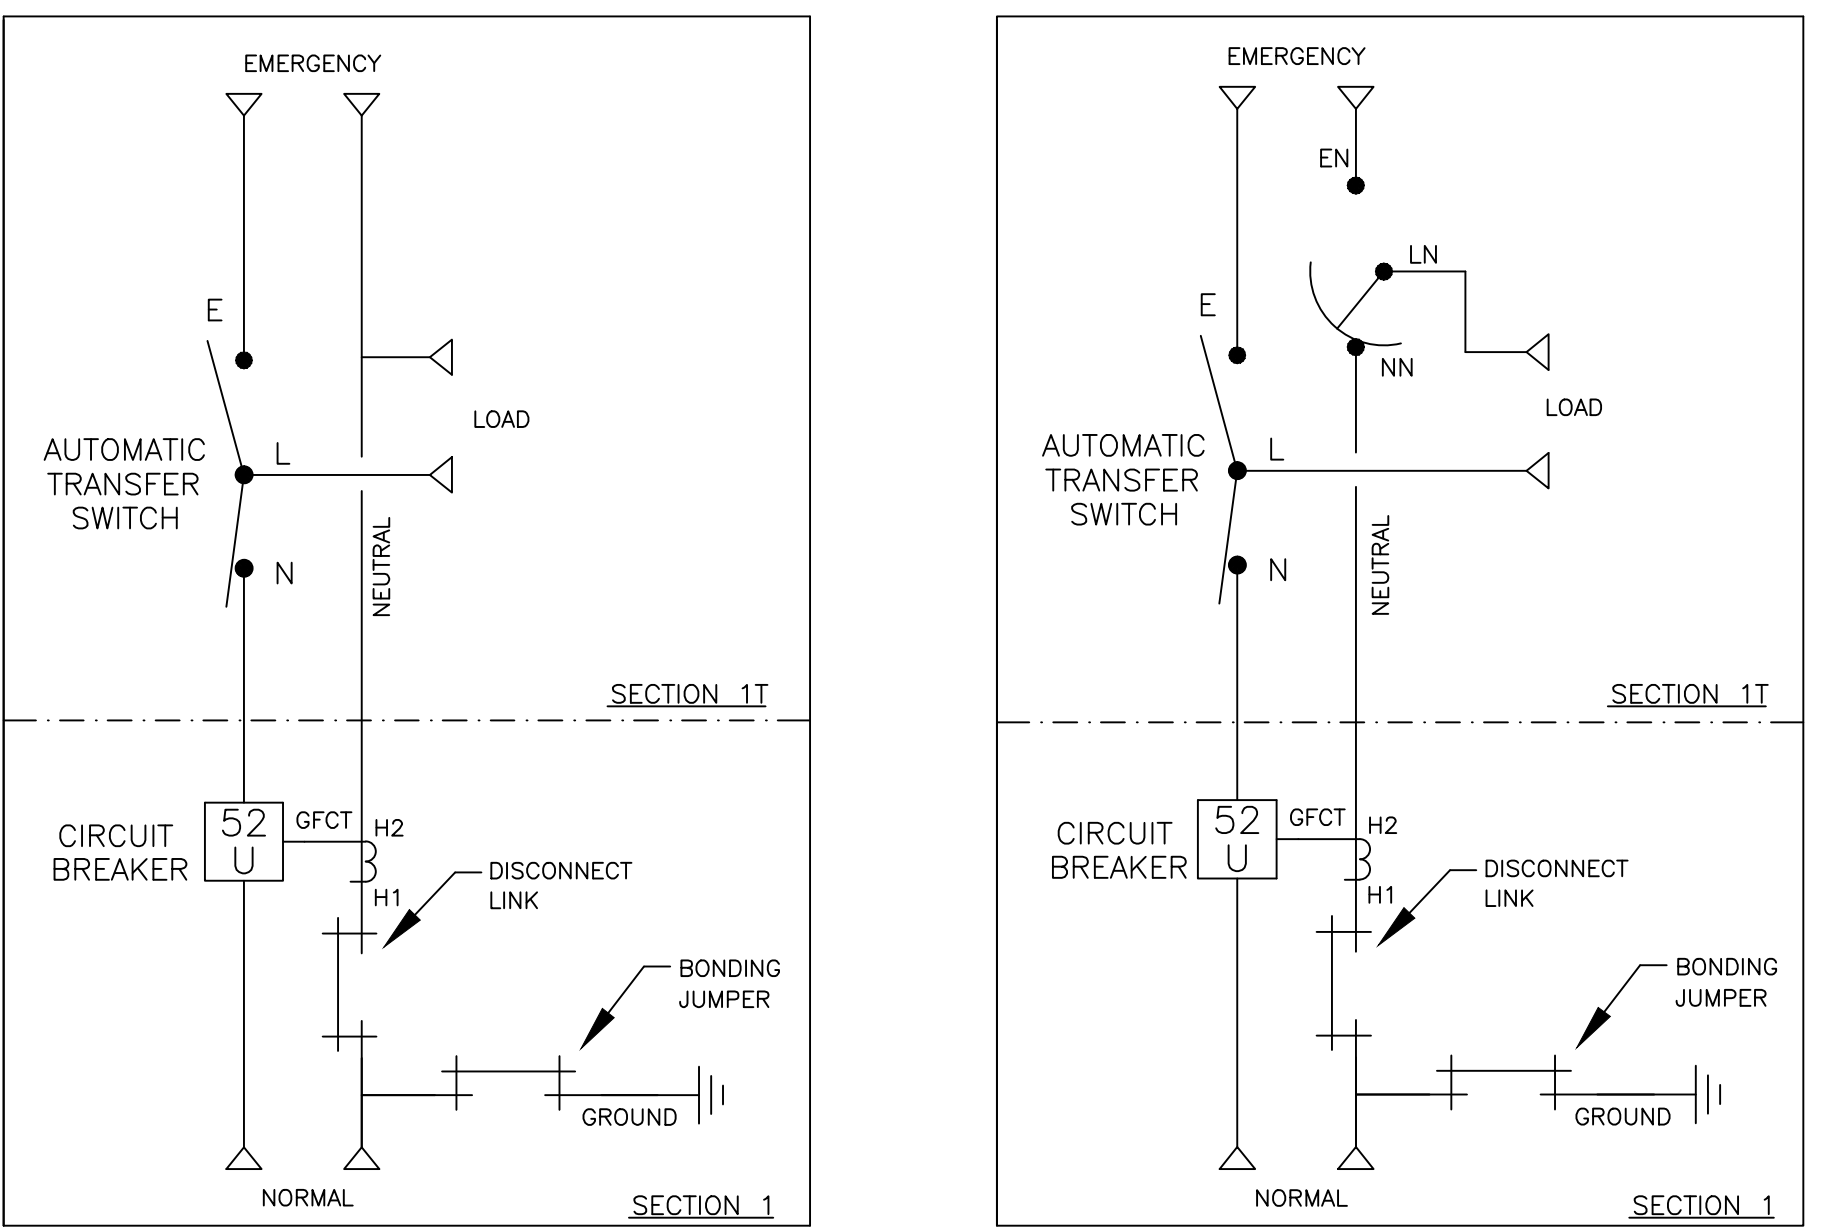 EMERGENCY
E
AUTOMATIC
TRANSFER
SWITCH
L
LOAD
N
NEUTRAL
SECTION 1T
CIRCUIT
BREAKER
52
U
GFCT
H2
H1
DISCONNECT
LINK
BONDING
JUMPER
GROUND
NORMAL
SECTION 1
EMERGENCY
EN
LN
E
NN
LOAD
AUTOMATIC
TRANSFER
SWITCH
L
N
NEUTRAL
SECTION 1T
CIRCUIT
BREAKER
52
U
GFCT
H2
H1
DISCONNECT
LINK
BONDING
JUMPER
GROUND
NORMAL
SECTION 1